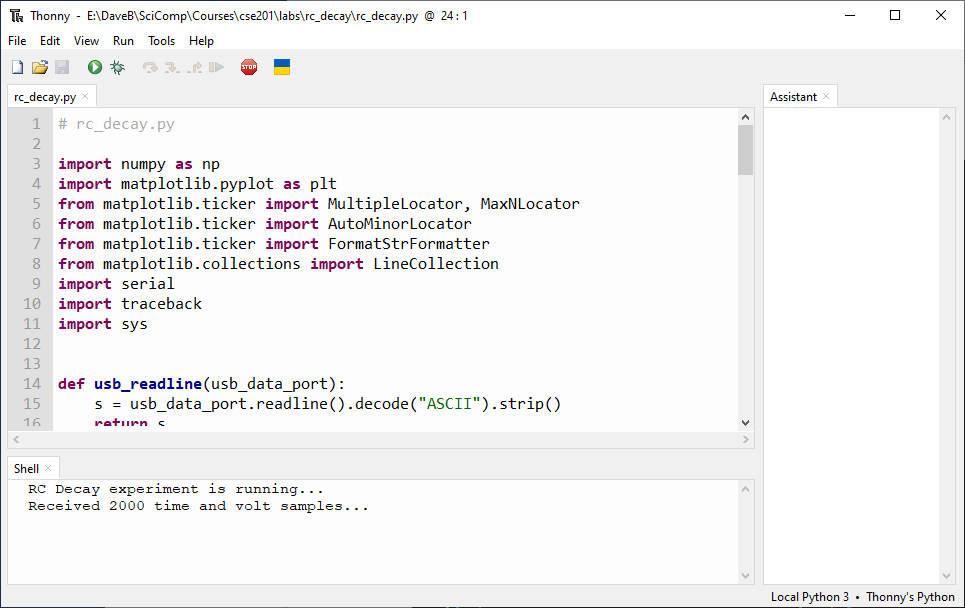 Thonny - E:\DaveB\SciComp\Courses\cse201\labs\rc_decay\rc_decay.py @ 24:1
File Edit View Run Tools Help
STOP
rc_decay.py ×
1 # rc_decay.py
2
3 import numpy as np
4 import matplotlib.pyplot as plt
5 from matplotlib.ticker import MultipleLocator, MaxNLocator
6 from matplotlib.ticker import AutoMinorLocator
7 from matplotlib.ticker import FormatStrFormatter
8 from matplotlib.collections import LineCollection
9 import serial
10 import traceback
11 import sys
12
13
14 def usb_readline(usb_data_port):
15     s = usb_data_port.readline().decode("ASCII").strip()
16     return s
Assistant ×
Shell ×
RC Decay experiment is running...
Received 2000 time and volt samples...
Local Python 3 • Thonny's Python